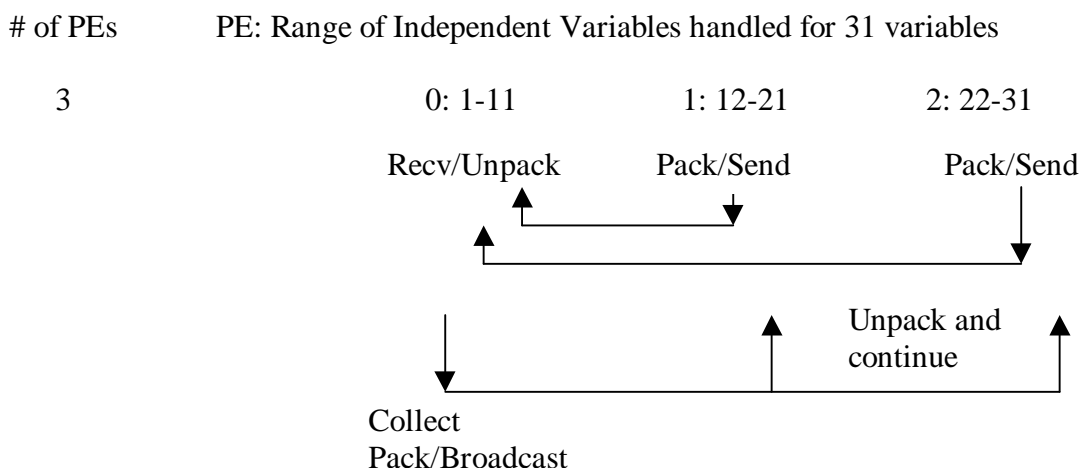 # of PEs PE: Range of Independent Variables handled for 31 variables
3 0: 1-11 1: 12-21 2: 22-31
Recv/Unpack Pack/Send Pack/Send
Unpack and
continue
Collect
Pack/Broadcast